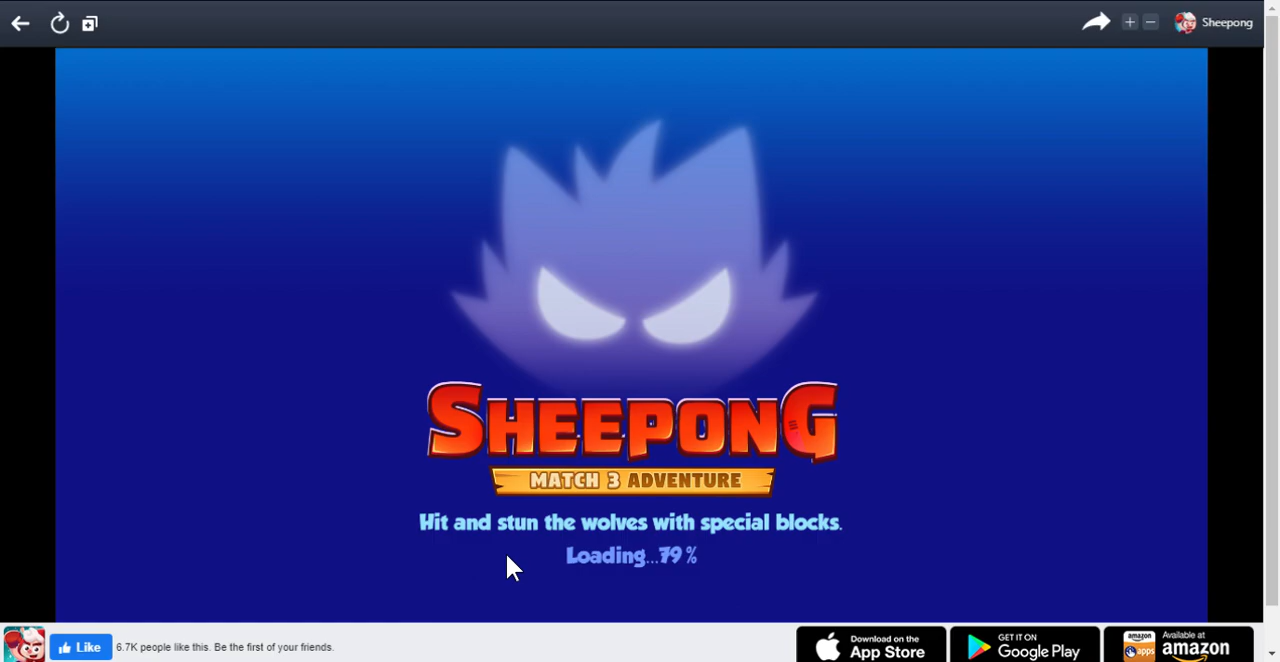 Sheepong
SHEEPONG
MATCH 3 ADVENTURE
Hit and stun the wolves with special blocks.
Loading...79 %
Like
6.7K people like this. Be the first of your friends.
Download on the
App Store
GET IT ON
Google Play
amazon
apps
Available at
amazon